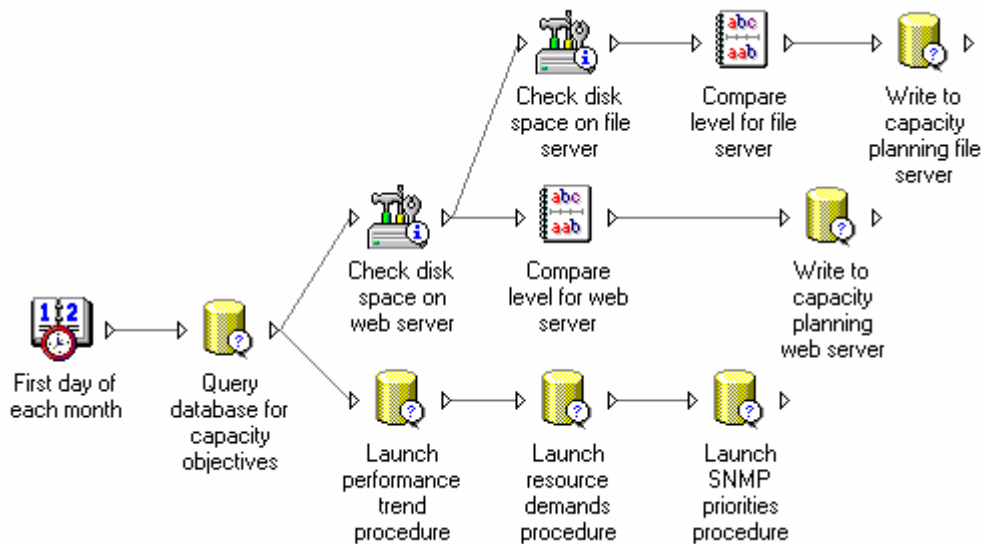 Check disk
space on file
server
Compare
level for file
server
Write to
capacity
planning file
server
Check disk
space on
web server
Compare
level for web
server
Write to
capacity
planning
web server
First day of
each month
Query
database for
capacity
objectives
Launch
performance
trend
procedure
Launch
resource
demands
procedure
Launch
SNMP
priorities
procedure
abc
aab
abc
aab
1 2